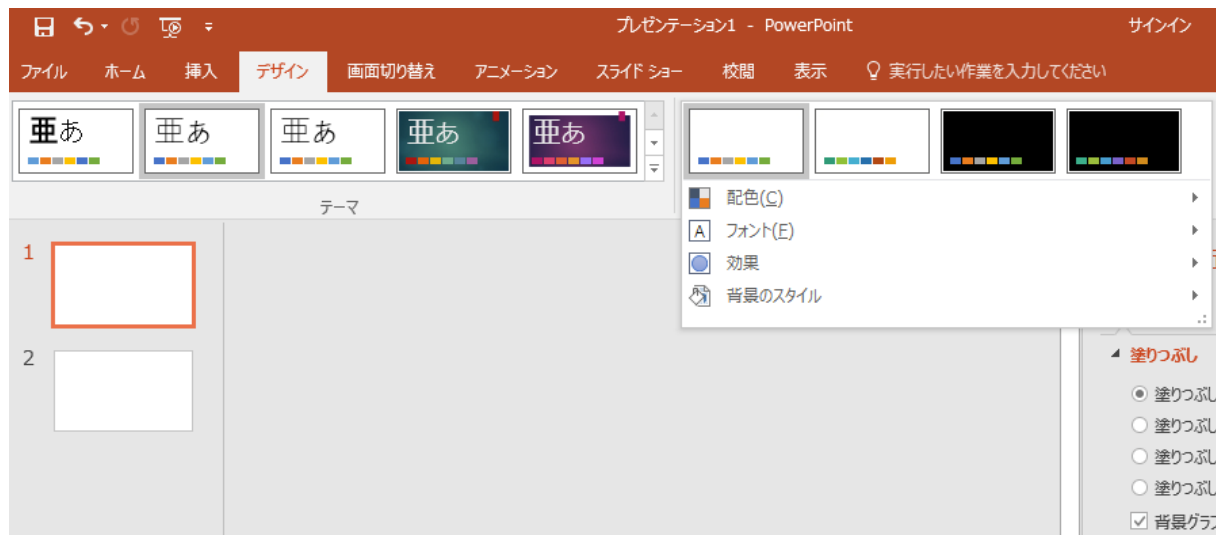 プレゼンテーション1 - PowerPoint
サインイン
ファイル ホーム 挿入 デザイン 画面切り替え アニメーション スライド ショー 校閲 表示 実行したい作業を入力してください
亜あ 亜あ 亜あ 亜あ 亜あ
テーマ
配色(C)
A フォント(F)
効果
背景のスタイル
1
2
塗りつぶし
塗りつぶし
塗りつぶし
塗りつぶし
塗りつぶし
背景グラフ